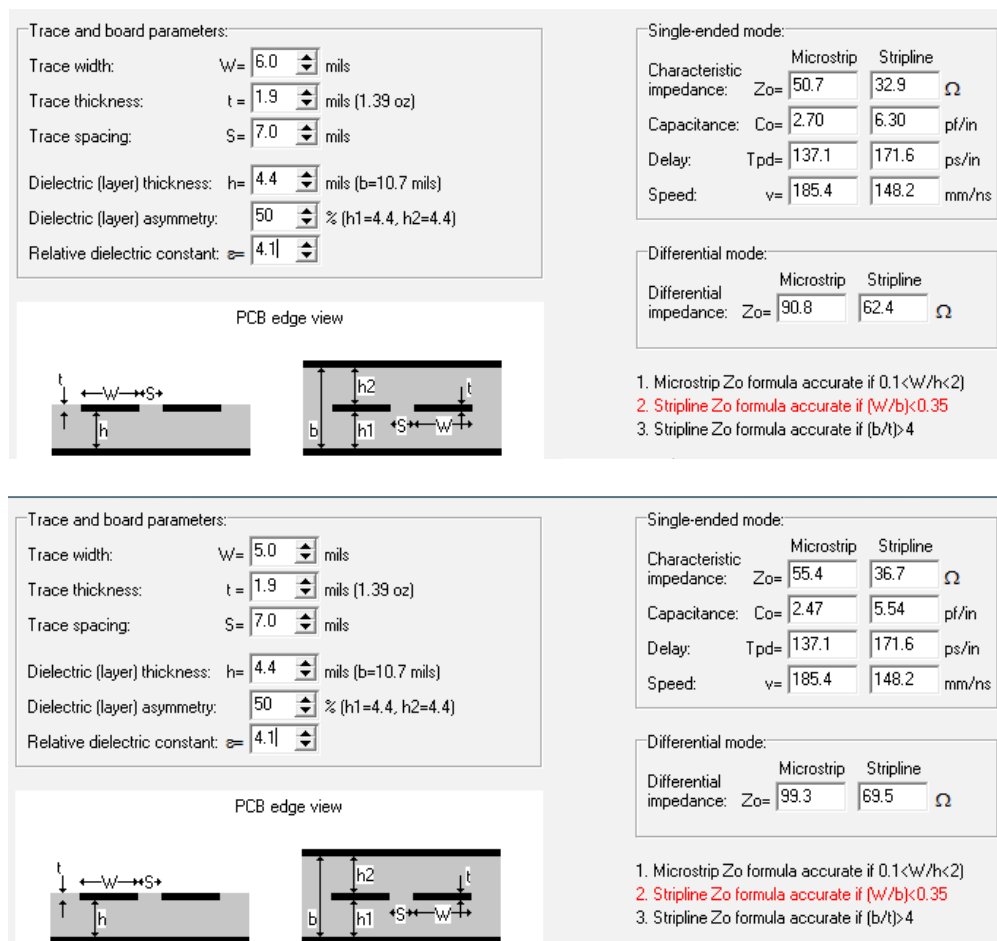 Trace and board parameters:
Trace width: W= 6.0 mils
Trace thickness: t = 1.9 mils (1.39 oz)
Trace spacing: S= 7.0 mils
Dielectric (layer) thickness: h= 4.4 mils (b=10.7 mils)
Dielectric (layer) asymmetry: 50 % (h1=4.4, h2=4.4)
Relative dielectric constant: ε= 4.1
PCB edge view
t W S h
b h2 h1 S W t
Single-ended mode:
Microstrip Stripline
Characteristic
impedance: Zo= 50.7 32.9 Ω
Capacitance: Co= 2.70 6.30 pf/in
Delay: Tpd= 137.1 171.6 ps/in
Speed: v= 185.4 148.2 mm/ns
Differential mode:
Microstrip Stripline
Differential
impedance: Zo= 90.8 62.4 Ω
1. Microstrip Zo formula accurate if 0.1<W/h<2)
2. Stripline Zo formula accurate if (W/b)<0.35
3. Stripline Zo formula accurate if (b/t)>4
Trace and board parameters:
Trace width: W= 5.0 mils
Trace thickness: t = 1.9 mils (1.39 oz)
Trace spacing: S= 7.0 mils
Dielectric (layer) thickness: h= 4.4 mils (b=10.7 mils)
Dielectric (layer) asymmetry: 50 % (h1=4.4, h2=4.4)
Relative dielectric constant: ε= 4.1
PCB edge view
t W S h
b h2 h1 S W t
Single-ended mode:
Microstrip Stripline
Characteristic
impedance: Zo= 55.4 36.7 Ω
Capacitance: Co= 2.47 5.54 pf/in
Delay: Tpd= 137.1 171.6 ps/in
Speed: v= 185.4 148.2 mm/ns
Differential mode:
Microstrip Stripline
Differential
impedance: Zo= 99.3 69.5 Ω
1. Microstrip Zo formula accurate if 0.1<W/h<2)
2. Stripline Zo formula accurate if (W/b)<0.35
3. Stripline Zo formula accurate if (b/t)>4